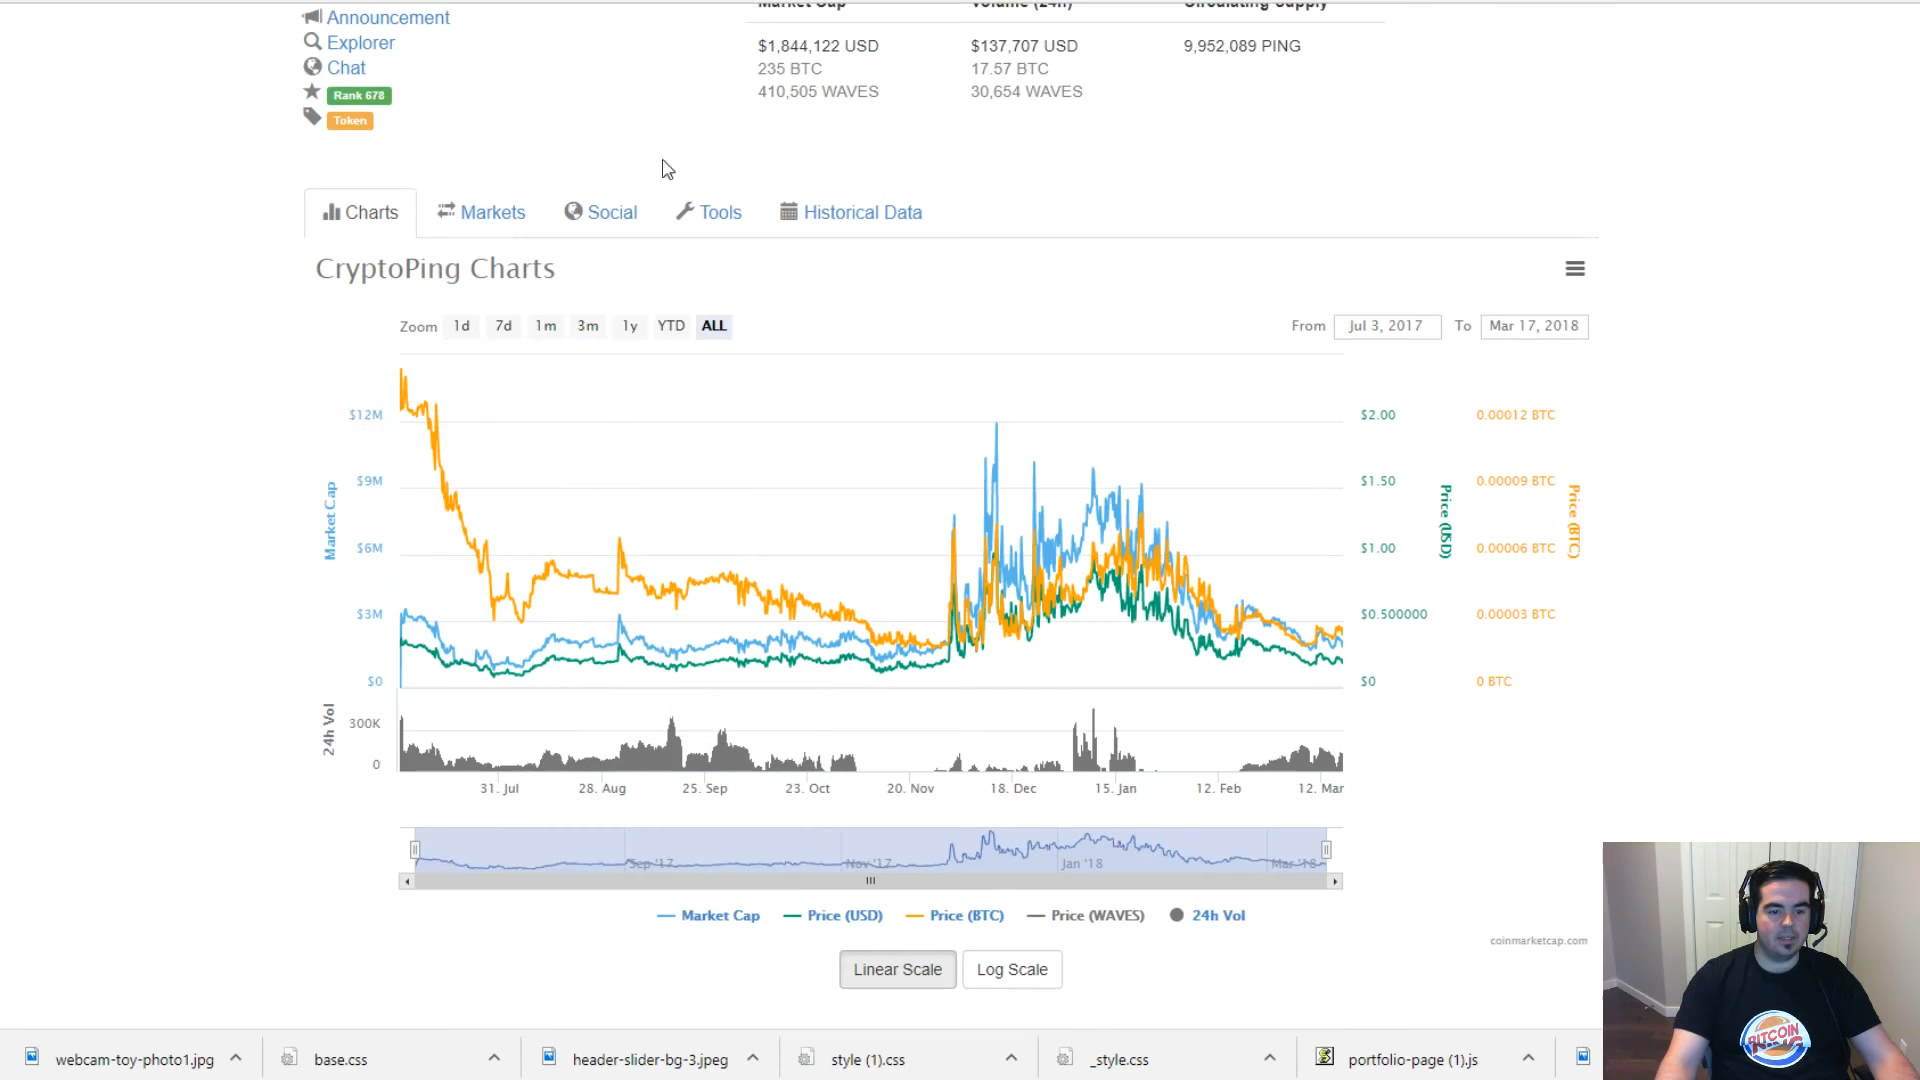 Market Cap
Volume (24h)
Circulating Supply
Announcement
Explorer
Chat
Rank 678
Token
$1,844,122 USD
235 BTC
410,505 WAVES
$137,707 USD
17.57 BTC
30,654 WAVES
9,952,089 PING
Charts
Markets
Social
Tools
Historical Data
CryptoPing Charts
Zoom 1d 7d 1m 3m 1y YTD ALL
From Jul 3, 2017 To Mar 17, 2018
Market Cap
$12M
$9M
$6M
$3M
$0
$2.00
$1.50
$1.00
$0.500000
$0
Price (USD)
0.00012 BTC
0.00009 BTC
0.00006 BTC
0.00003 BTC
0 BTC
Price (BTC)
24h Vol
300K
0
31. Jul
28. Aug
25. Sep
23. Oct
20. Nov
18. Dec
15. Jan
12. Feb
12. Mar
Sep '17
Nov '17
Jan '18
Mar '18
Market Cap
Price (USD)
Price (BTC)
Price (WAVES)
24h Vol
coinmarketcap.com
Linear Scale
Log Scale
webcam-toy-photo1.jpg
base.css
header-slider-bg-3.jpeg
style (1).css
_style.css
portfolio-page (1).js
BITCOIN
KING